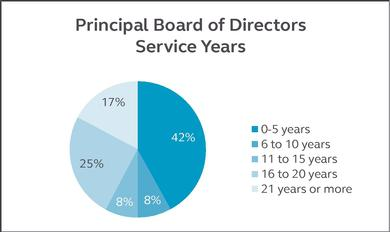 Principal Board of Directors
Service Years
17%
42%
25%
8%
8%
0-5 years
6 to 10 years
11 to 15 years
16 to 20 years
21 years or more